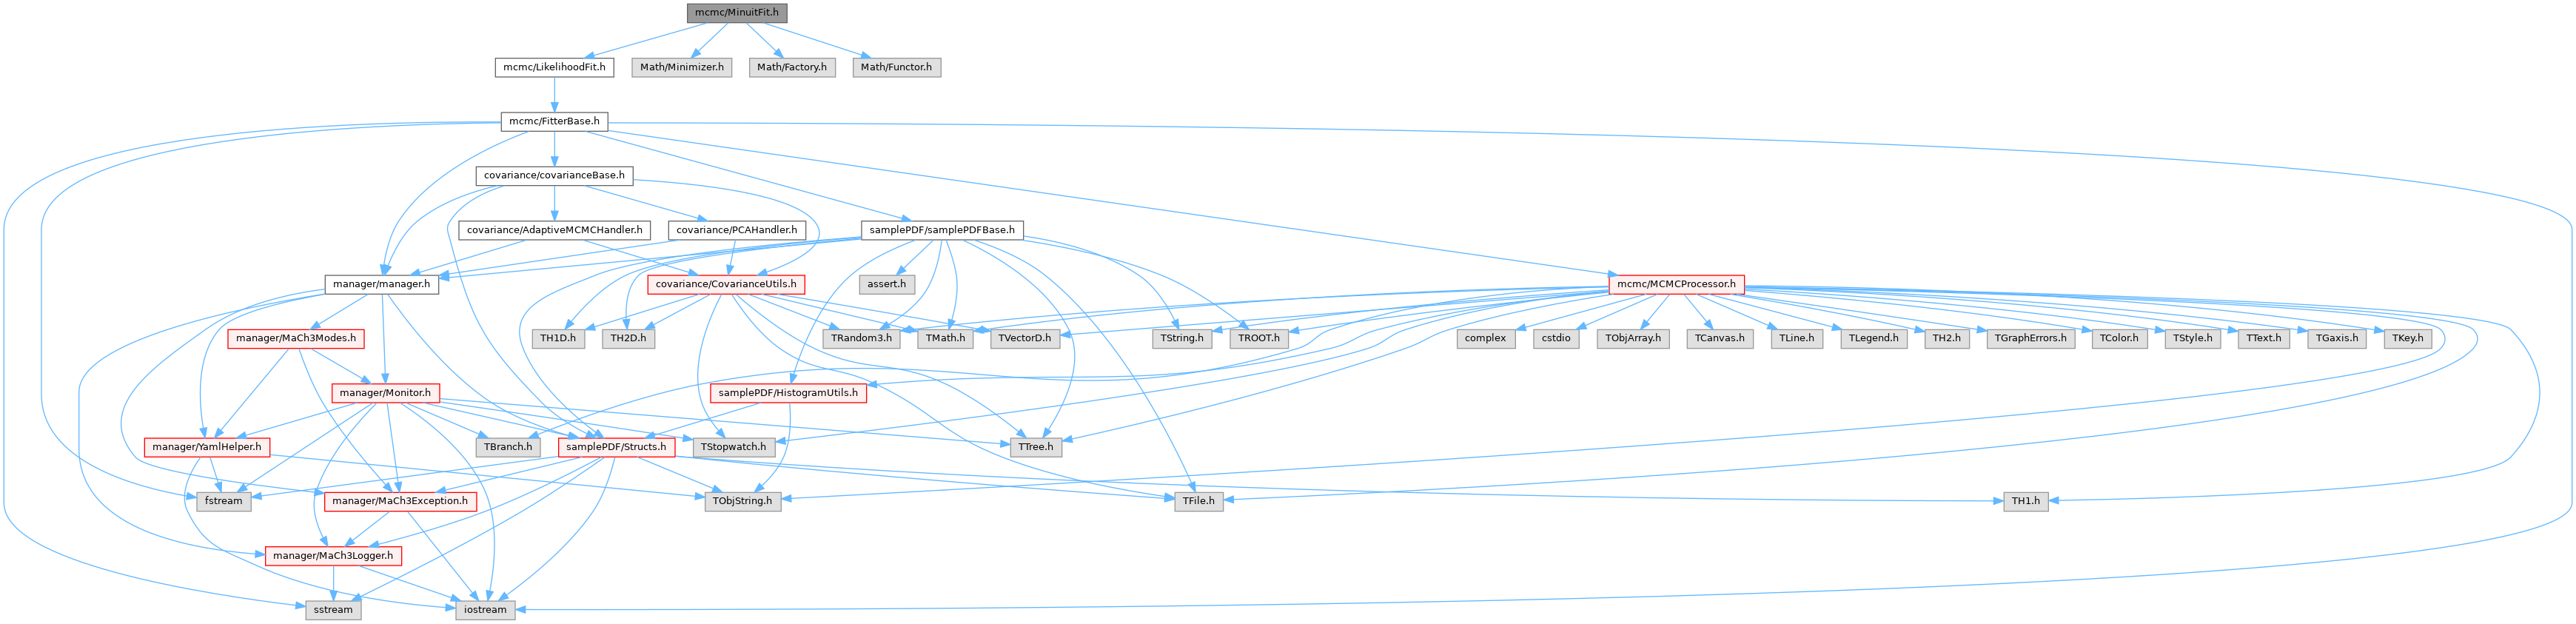 mcmc/MinuitFit.h
mcmc/LikelihoodFit.h
Math/Minimizer.h
Math/Factory.h
Math/Functor.h
mcmc/FitterBase.h
covariance/covarianceBase.h
covariance/AdaptiveMCMCHandler.h
covariance/PCAHandler.h
samplePDF/samplePDFBase.h
manager/manager.h
covariance/CovarianceUtils.h
assert.h
mcmc/MCMCProcessor.h
manager/MaCh3Modes.h
TH1D.h
TH2D.h
TRandom3.h
TMath.h
TVectorD.h
TString.h
TROOT.h
complex
cstdio
TObjArray.h
TCanvas.h
TLine.h
TLegend.h
TH2.h
TGraphErrors.h
TColor.h
TStyle.h
TText.h
TGaxis.h
TKey.h
manager/Monitor.h
samplePDF/HistogramUtils.h
manager/YamlHelper.h
TBranch.h
samplePDF/Structs.h
TStopwatch.h
TTree.h
fstream
manager/MaCh3Exception.h
TObjString.h
TFile.h
TH1.h
manager/MaCh3Logger.h
sstream
iostream